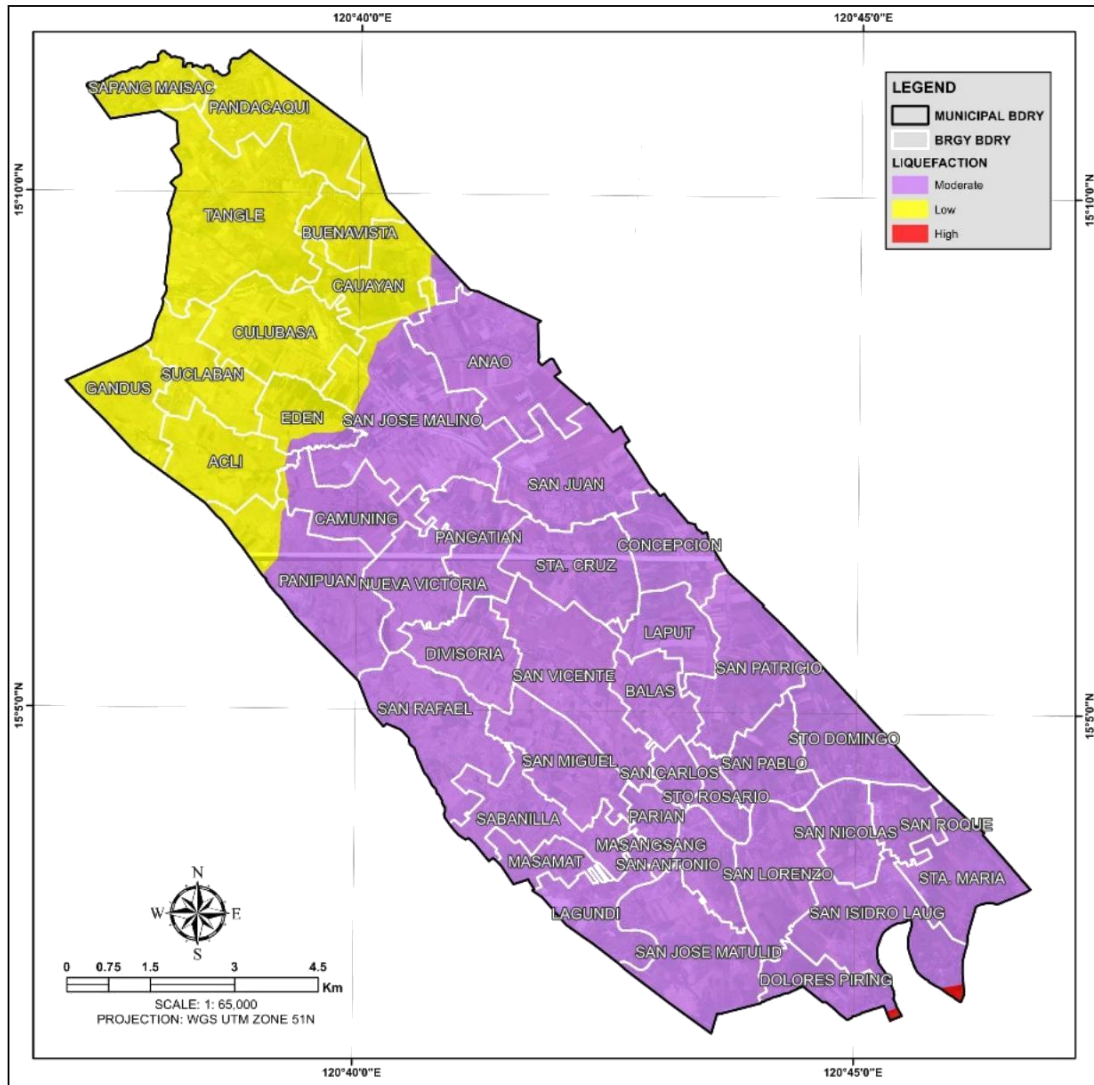 120°40'0"E
120°45'0"E
LEGEND
MUNICIPAL BDRY
BRGY BDRY
LIQUEFACTION
Moderate
Low
High
15°10'0"N
15°10'0"N
SAPANG MAISAC
PANDACAQUI
TANGLE
BUENAVISTA
CAUAYAN
CULUBASA
ANAO
SUCLABAN
GANDUS
EDEN
SAN JOSE MALINO
ACLI
SAN JUAN
CAMUNING
PANGATIAN
CONCEPCION
STA. CRUZ
PANIPUAN
NUEVA VICTORIA
LAPUT
DIVISORIA
SAN PATRICIO
SAN VICENTE
BALAS
15°5'0"N
15°5'0"N
SAN RAFAEL
STO DOMINGO
SAN MIGUEL
SAN PABLO
SAN CARLOS
STO ROSARIO
SABANILLA
PARIAN
SAN ROQUE
SAN NICOLAS
MASANGSANG
MASAMAT
SAN ANTONIO
SAN LORENZO
STA. MARIA
LAGUNDI
SAN ISIDRO LAUG
SAN JOSE MATULID
DOLORES PIRING
N
W E
S
0 0.75 1.5 3 4.5
Km
SCALE: 1: 65,000
PROJECTION: WGS UTM ZONE 51N
120°40'0"E
120°45'0"E